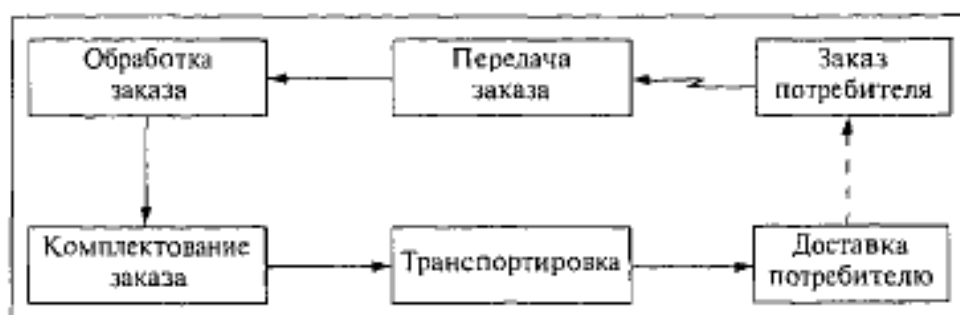 Обработка
заказа
Передача
заказа
Заказ
потребителя
Комплектование
заказа
Транспортировка
Доставка
потребителю